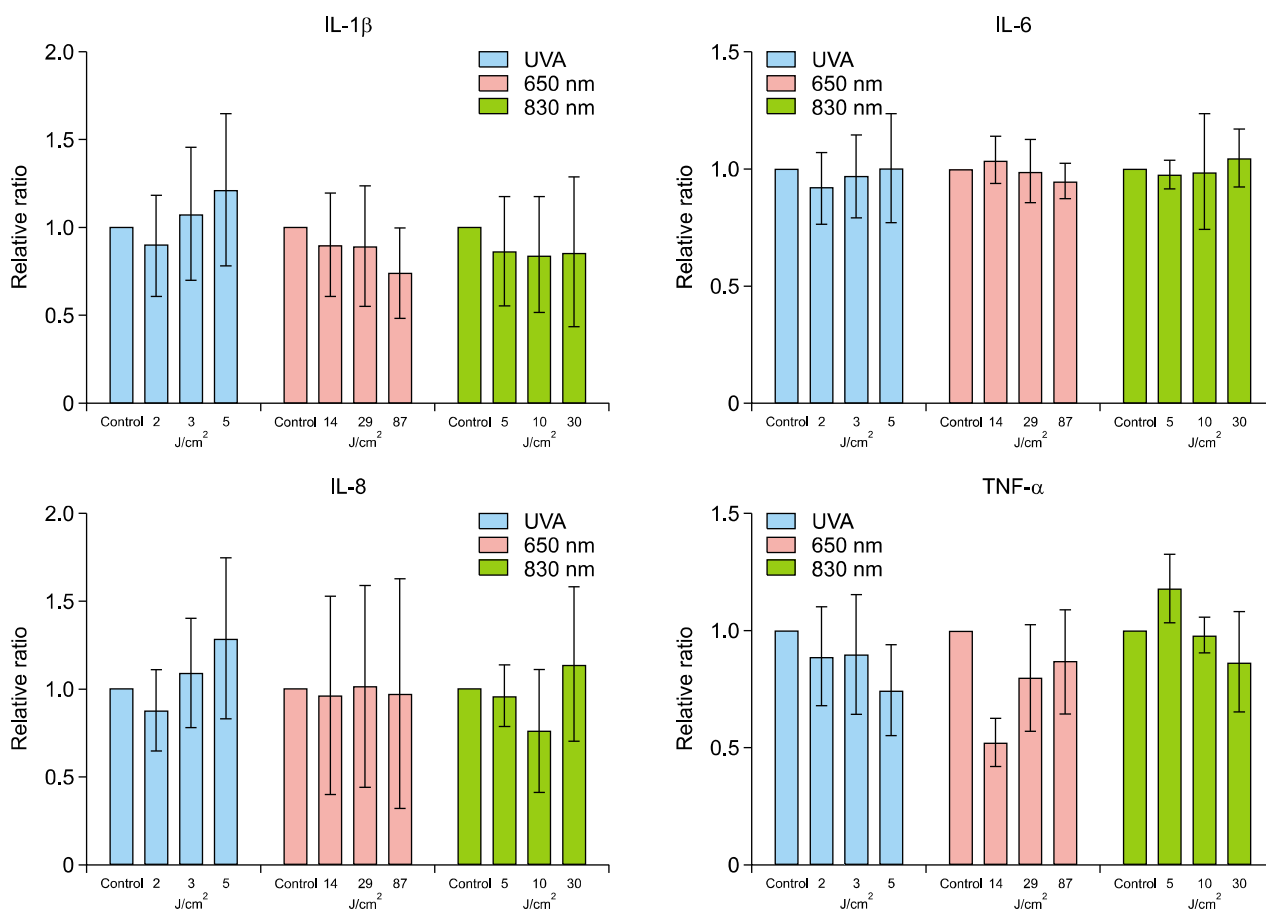 IL-1β
2.0
1.5
1.0
0.5
0
Relative ratio
UVA
650 nm
830 nm
Control 2 3 5 Control 14 29 87 Control 5 10 30
J/cm² J/cm² J/cm²
IL-6
1.5
1.0
0.5
0
Relative ratio
UVA
650 nm
830 nm
Control 2 3 5 Control 14 29 87 Control 5 10 30
J/cm² J/cm² J/cm²
IL-8
2.0
1.5
1.0
0.5
0
Relative ratio
UVA
650 nm
830 nm
Control 2 3 5 Control 14 29 87 Control 5 10 30
J/cm² J/cm² J/cm²
TNF-α
1.5
1.0
0.5
0
Relative ratio
UVA
650 nm
830 nm
Control 2 3 5 Control 14 29 87 Control 5 10 30
J/cm² J/cm² J/cm²